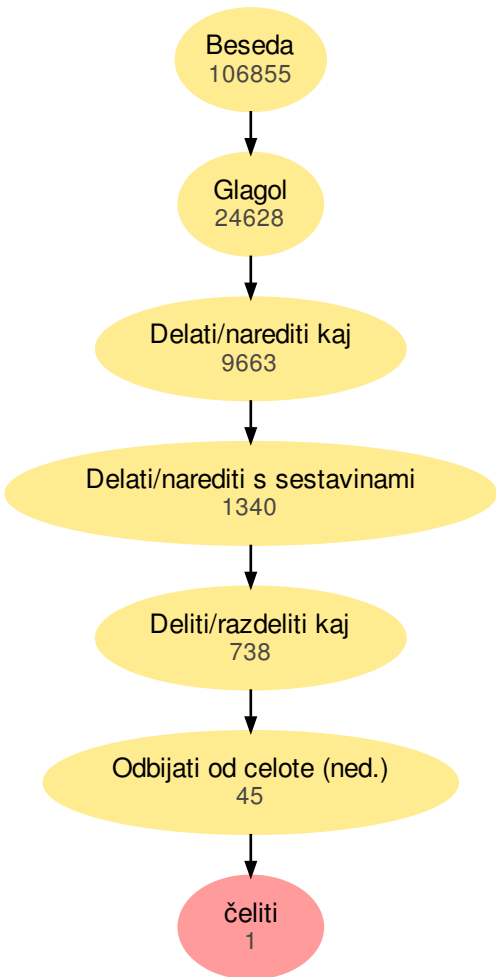 Beseda
106855
Glagol
24628
Delati/narediti kaj
9663
Delati/narediti s sestavinami
1340
Deliti/razdeliti kaj
738
Odbijati od celote (ned.)
45
čeliti
1